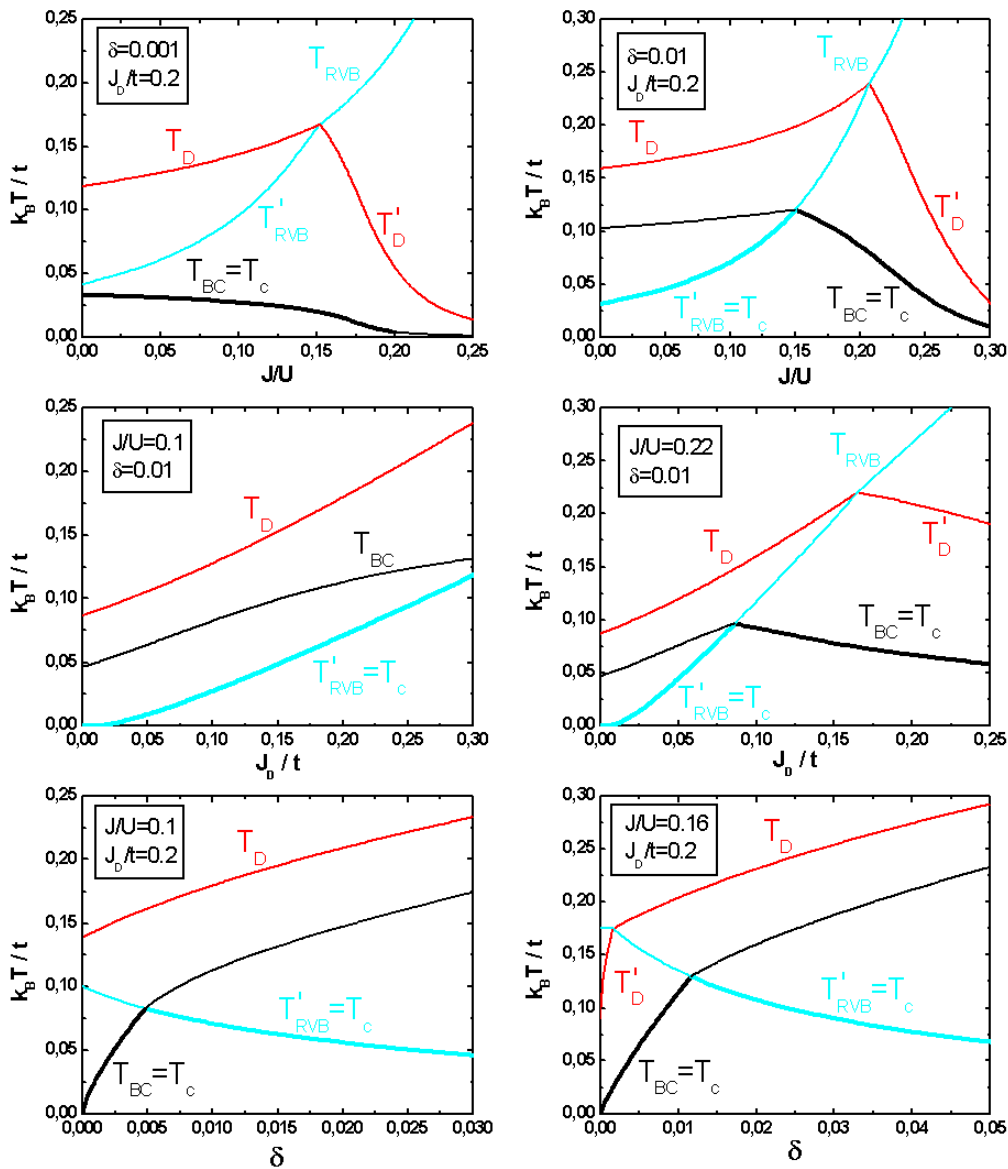 δ=0.001
J_D/t=0.2
T_RVB
T_D
T'_RVB
T'_D
T_BC=T_c
k_B T / t
0,25
0,20
0,15
0,10
0,05
0,00
0,00 0,05 0,10 0,15 0,20 0,25
J/U
δ=0.01
J_D/t=0.2
T_RVB
T_D
T'_D
T_BC=T_c
T'_RVB=T_c
k_B T / t
0,30
0,25
0,20
0,15
0,10
0,05
0,00
0,00 0,05 0,10 0,15 0,20 0,25 0,30
J/U
J/U=0.1
δ=0.01
T_D
T_BC
T'_RVB=T_c
k_B T / t
0,25
0,20
0,15
0,10
0,05
0,00
0,00 0,05 0,10 0,15 0,20 0,25 0,30
J_D / t
J/U=0.22
δ=0.01
T_RVB
T_D
T'_D
T_BC=T_c
T'_RVB=T_c
k_B T / t
0,30
0,25
0,20
0,15
0,10
0,05
0,00
0,00 0,05 0,10 0,15 0,20 0,25
J_D / t
J/U=0.1
J_D/t=0.2
T_D
T'_RVB=T_c
T_BC=T_c
k_B T / t
0,25
0,20
0,15
0,10
0,05
0,00
0,000 0,005 0,010 0,015 0,020 0,025 0,030
δ
J/U=0.16
J_D/t=0.2
T_D
T'_D
T'_RVB=T_c
T_BC=T_c
k_B T / t
0,30
0,25
0,20
0,15
0,10
0,05
0,00
0,00 0,01 0,02 0,03 0,04 0,05
δ